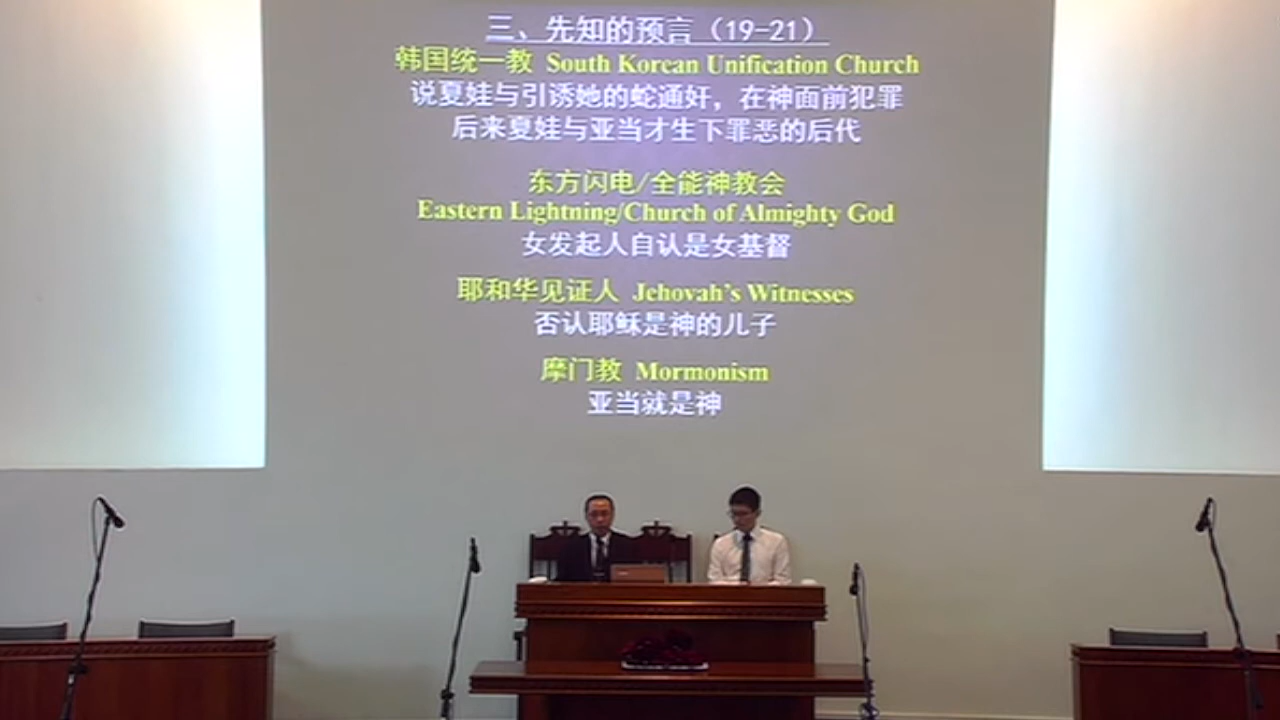 三、先知的预言（19-21）
韩国统一教 South Korean Unification Church
说夏娃与引诱她的蛇通奸，在神面前犯罪
后来夏娃与亚当才生下罪恶的后代
东方闪电/全能神教会
Eastern Lightning/Church of Almighty God
女发起人自认是女基督
耶和华见证人 Jehovah's Witnesses
否认耶稣是神的儿子
摩门教 Mormonism
亚当就是神